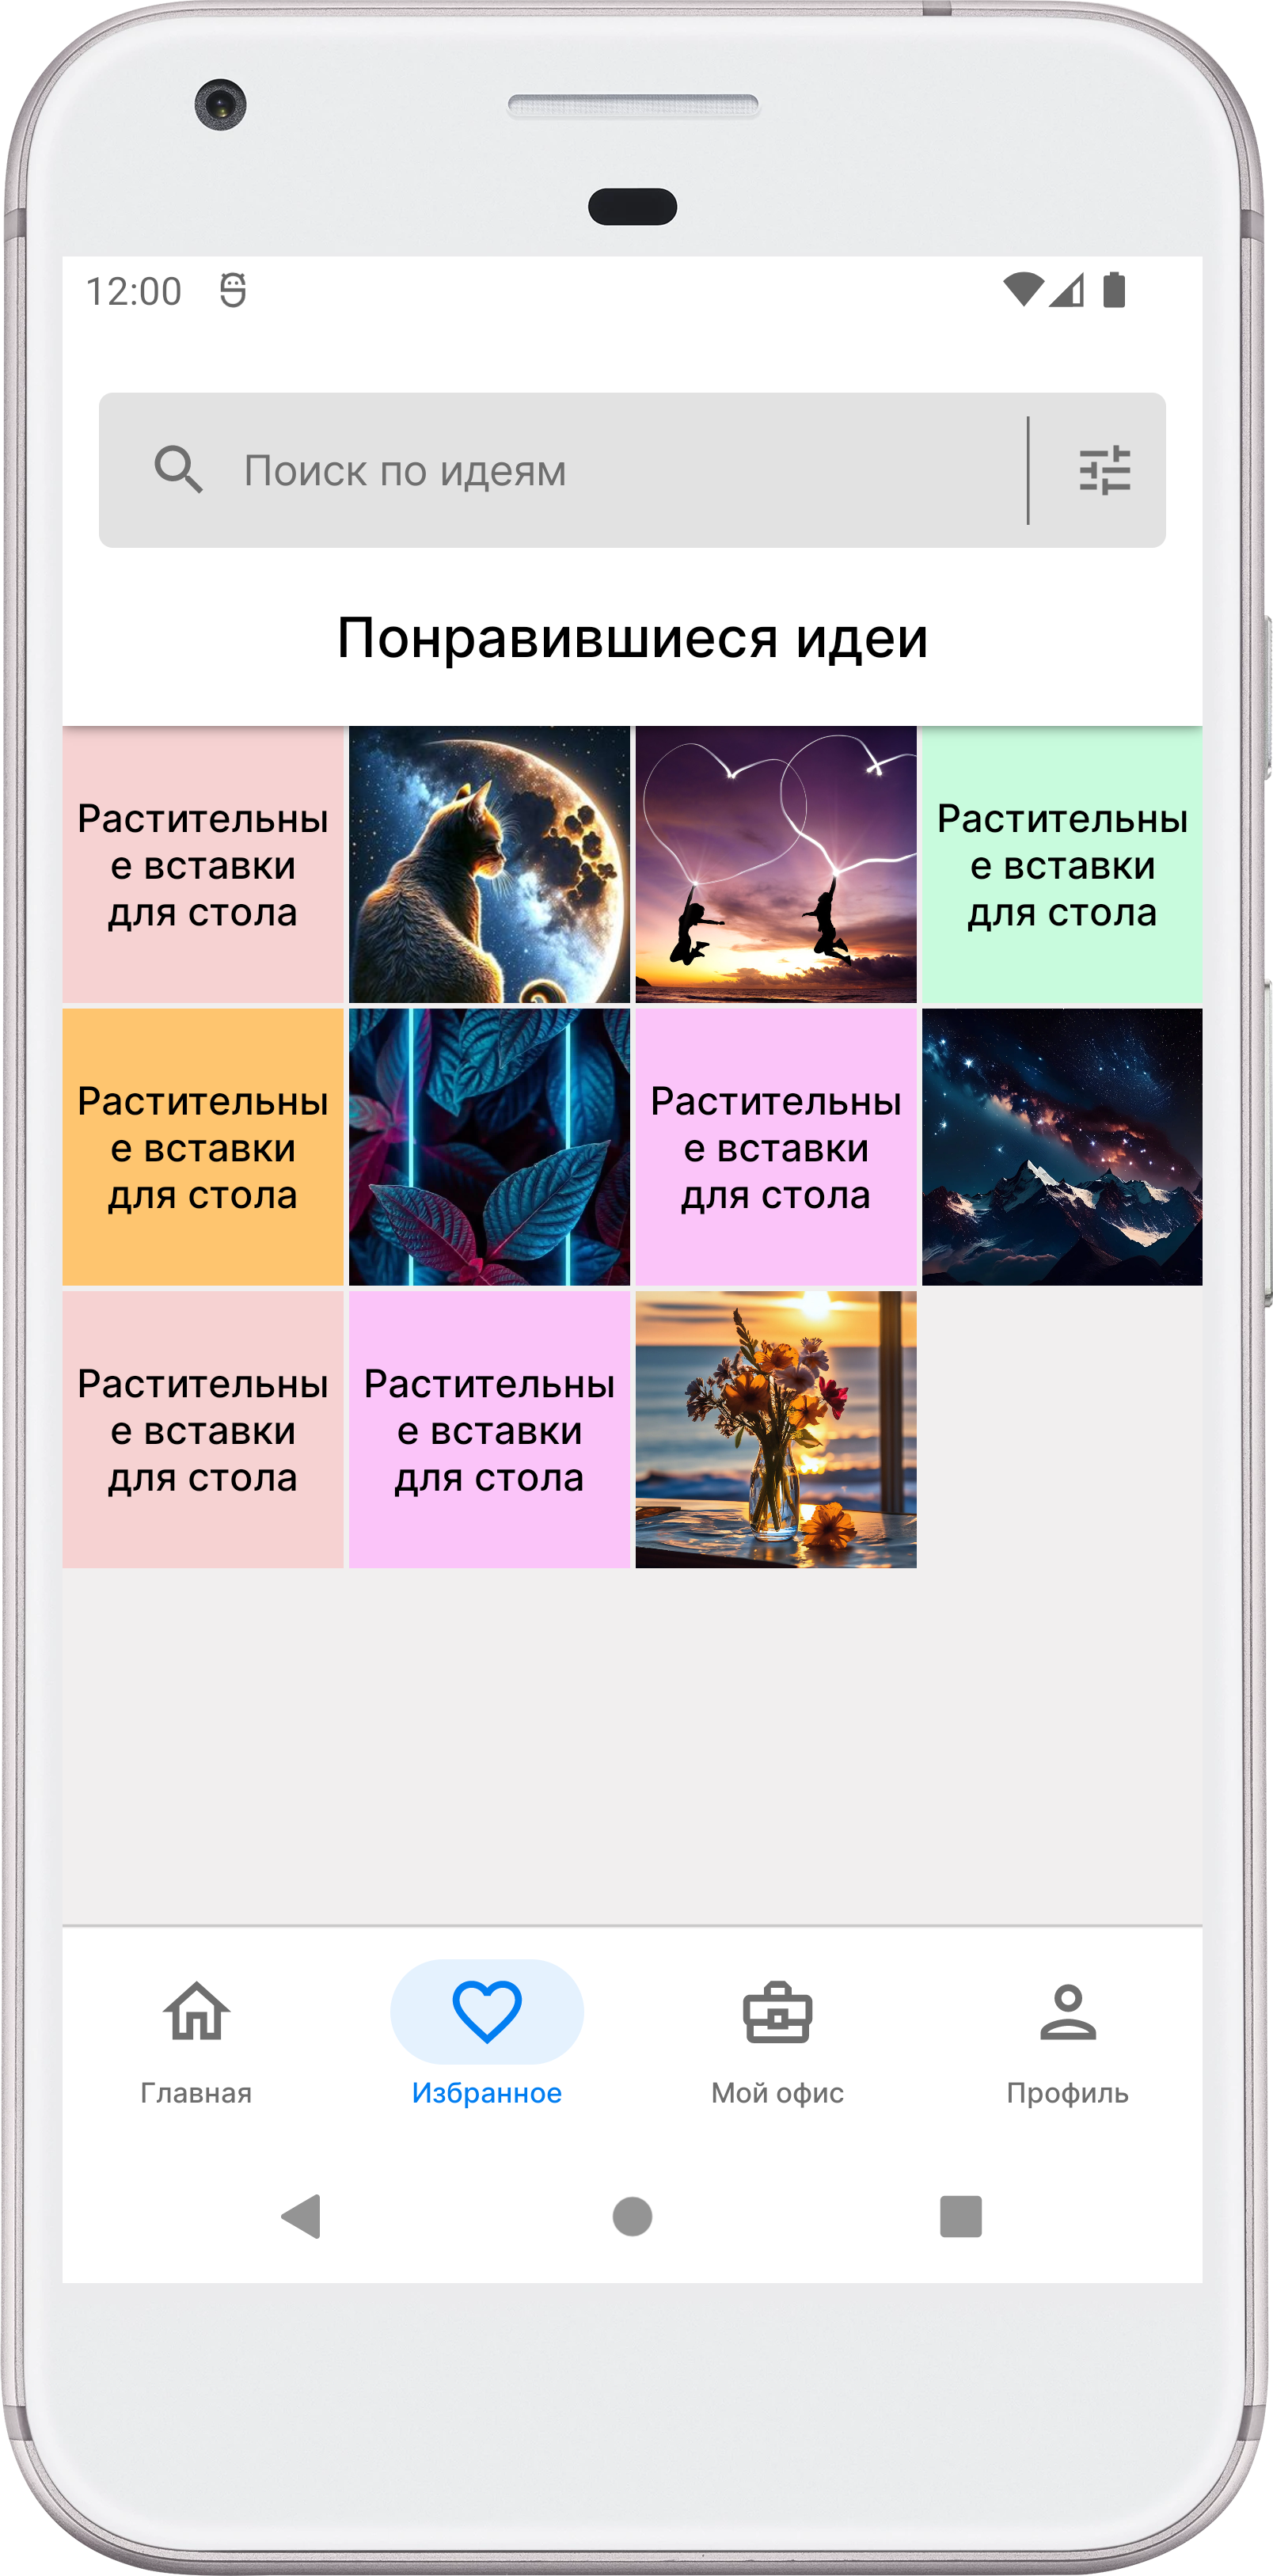 12:00
Поиск по идеям
Понравившиеся идеи
Растительны
е вставки
для стола
Растительны
е вставки
для стола
Растительны
е вставки
для стола
Растительны
е вставки
для стола
Растительны
е вставки
для стола
Растительны
е вставки
для стола
Главная
Избранное
Мой офис
Профиль